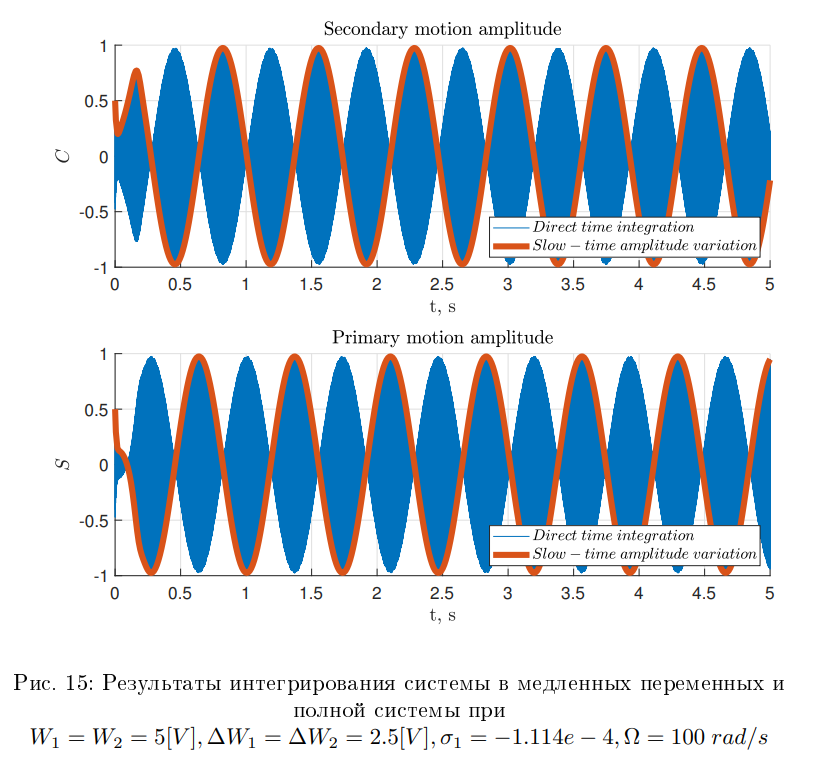 Secondary motion amplitude
1
0.5
0
-0.5
-1
C
Direct time integration
Slow − time amplitude variation
0 0.5 1 1.5 2 2.5 3 3.5 4 4.5 5
t, s
Primary motion amplitude
1
0.5
0
-0.5
-1
S
Direct time integration
Slow − time amplitude variation
0 0.5 1 1.5 2 2.5 3 3.5 4 4.5 5
t, s
Рис. 15: Результаты интегрирования системы в медленных переменных и
полной системы при
W₁ = W₂ = 5[V], ΔW₁ = ΔW₂ = 2.5[V], σ₁ = −1.114e − 4, Ω = 100 rad/s